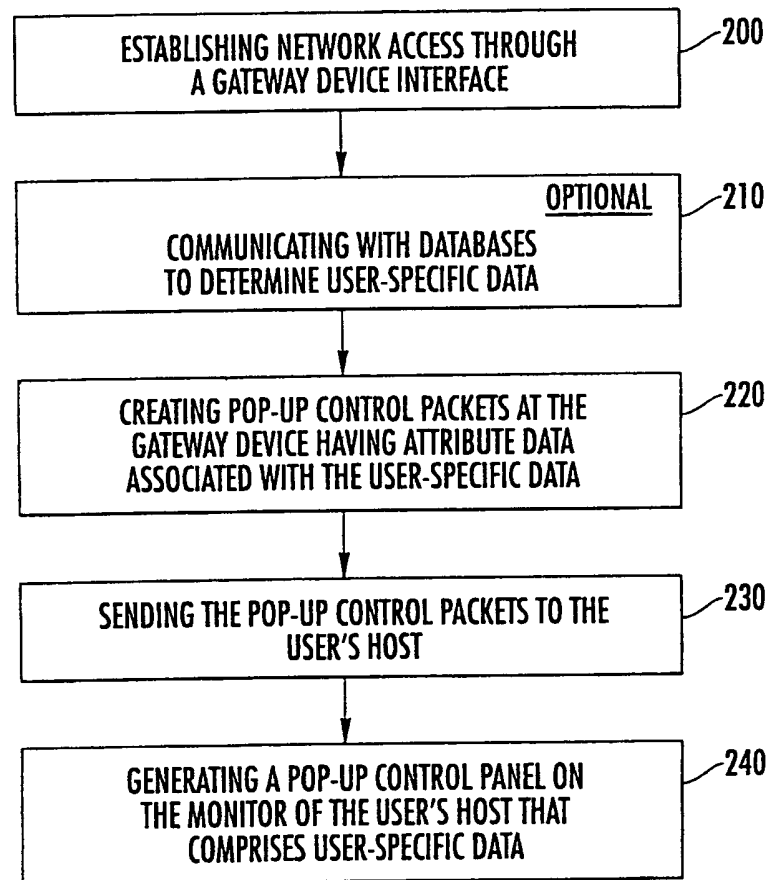 ESTABLISHING NETWORK ACCESS THROUGH
A GATEWAY DEVICE INTERFACE
200
OPTIONAL
210
COMMUNICATING WITH DATABASES
TO DETERMINE USER-SPECIFIC DATA
CREATING POP-UP CONTROL PACKETS AT THE
GATEWAY DEVICE HAVING ATTRIBUTE DATA
ASSOCIATED WITH THE USER-SPECIFIC DATA
220
SENDING THE POP-UP CONTROL PACKETS TO THE
USER'S HOST
230
GENERATING A POP-UP CONTROL PANEL ON
THE MONITOR OF THE USER'S HOST THAT
COMPRISES USER-SPECIFIC DATA
240